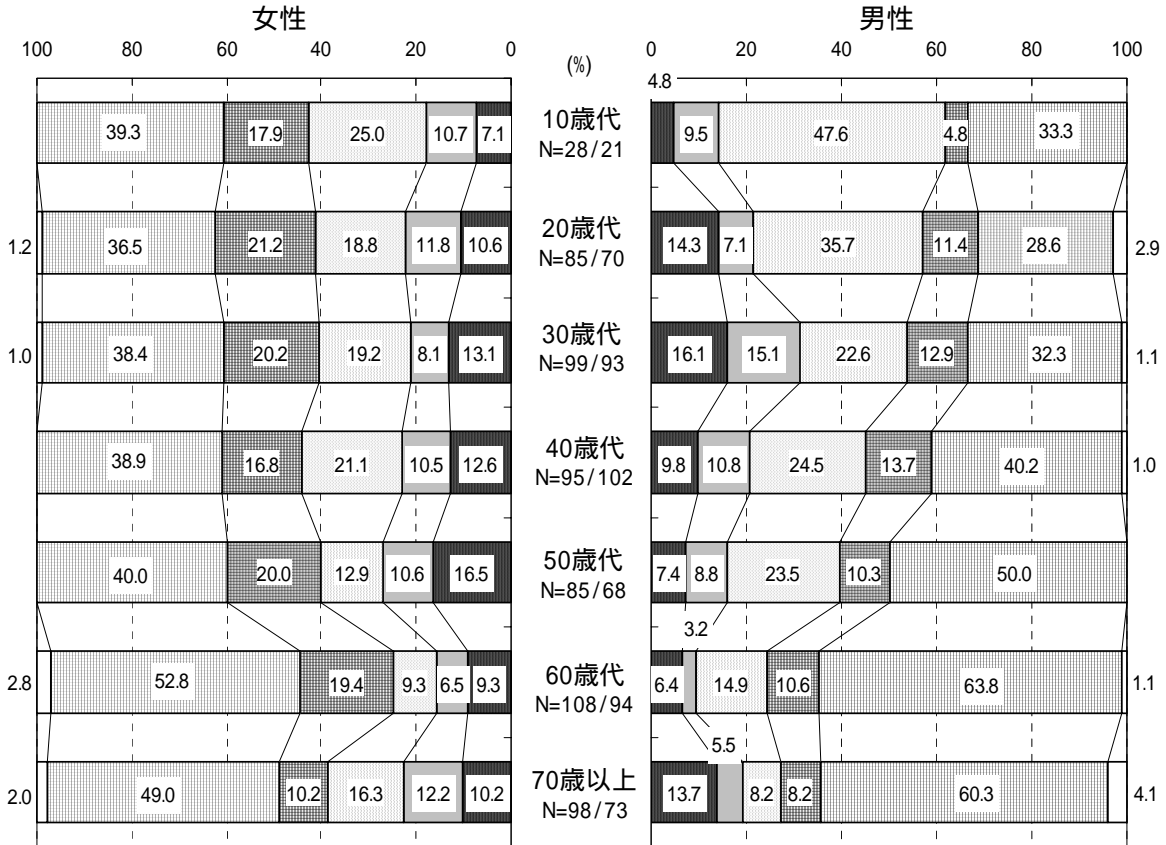 女性 男性
100 80 60 40 20 0 (%) 0 20 40 60 80 100
4.8
39.3 17.9 25.0 10.7 7.1 10歳代 9.5 47.6 4.8 33.3
N=28/21
1.2 36.5 21.2 18.8 11.8 10.6 20歳代 14.3 7.1 35.7 11.4 28.6 2.9
N=85/70
1.0 38.4 20.2 19.2 8.1 13.1 30歳代 16.1 15.1 22.6 12.9 32.3 1.1
N=99/93
38.9 16.8 21.1 10.5 12.6 40歳代 9.8 10.8 24.5 13.7 40.2 1.0
N=95/102
40.0 20.0 12.9 10.6 16.5 50歳代 7.4 8.8 23.5 10.3 50.0
N=85/68
3.2
2.8 52.8 19.4 9.3 6.5 9.3 60歳代 6.4 14.9 10.6 63.8 1.1
N=108/94
5.5
2.0 49.0 10.2 16.3 12.2 10.2 70歳以上 13.7 8.2 8.2 60.3 4.1
N=98/73